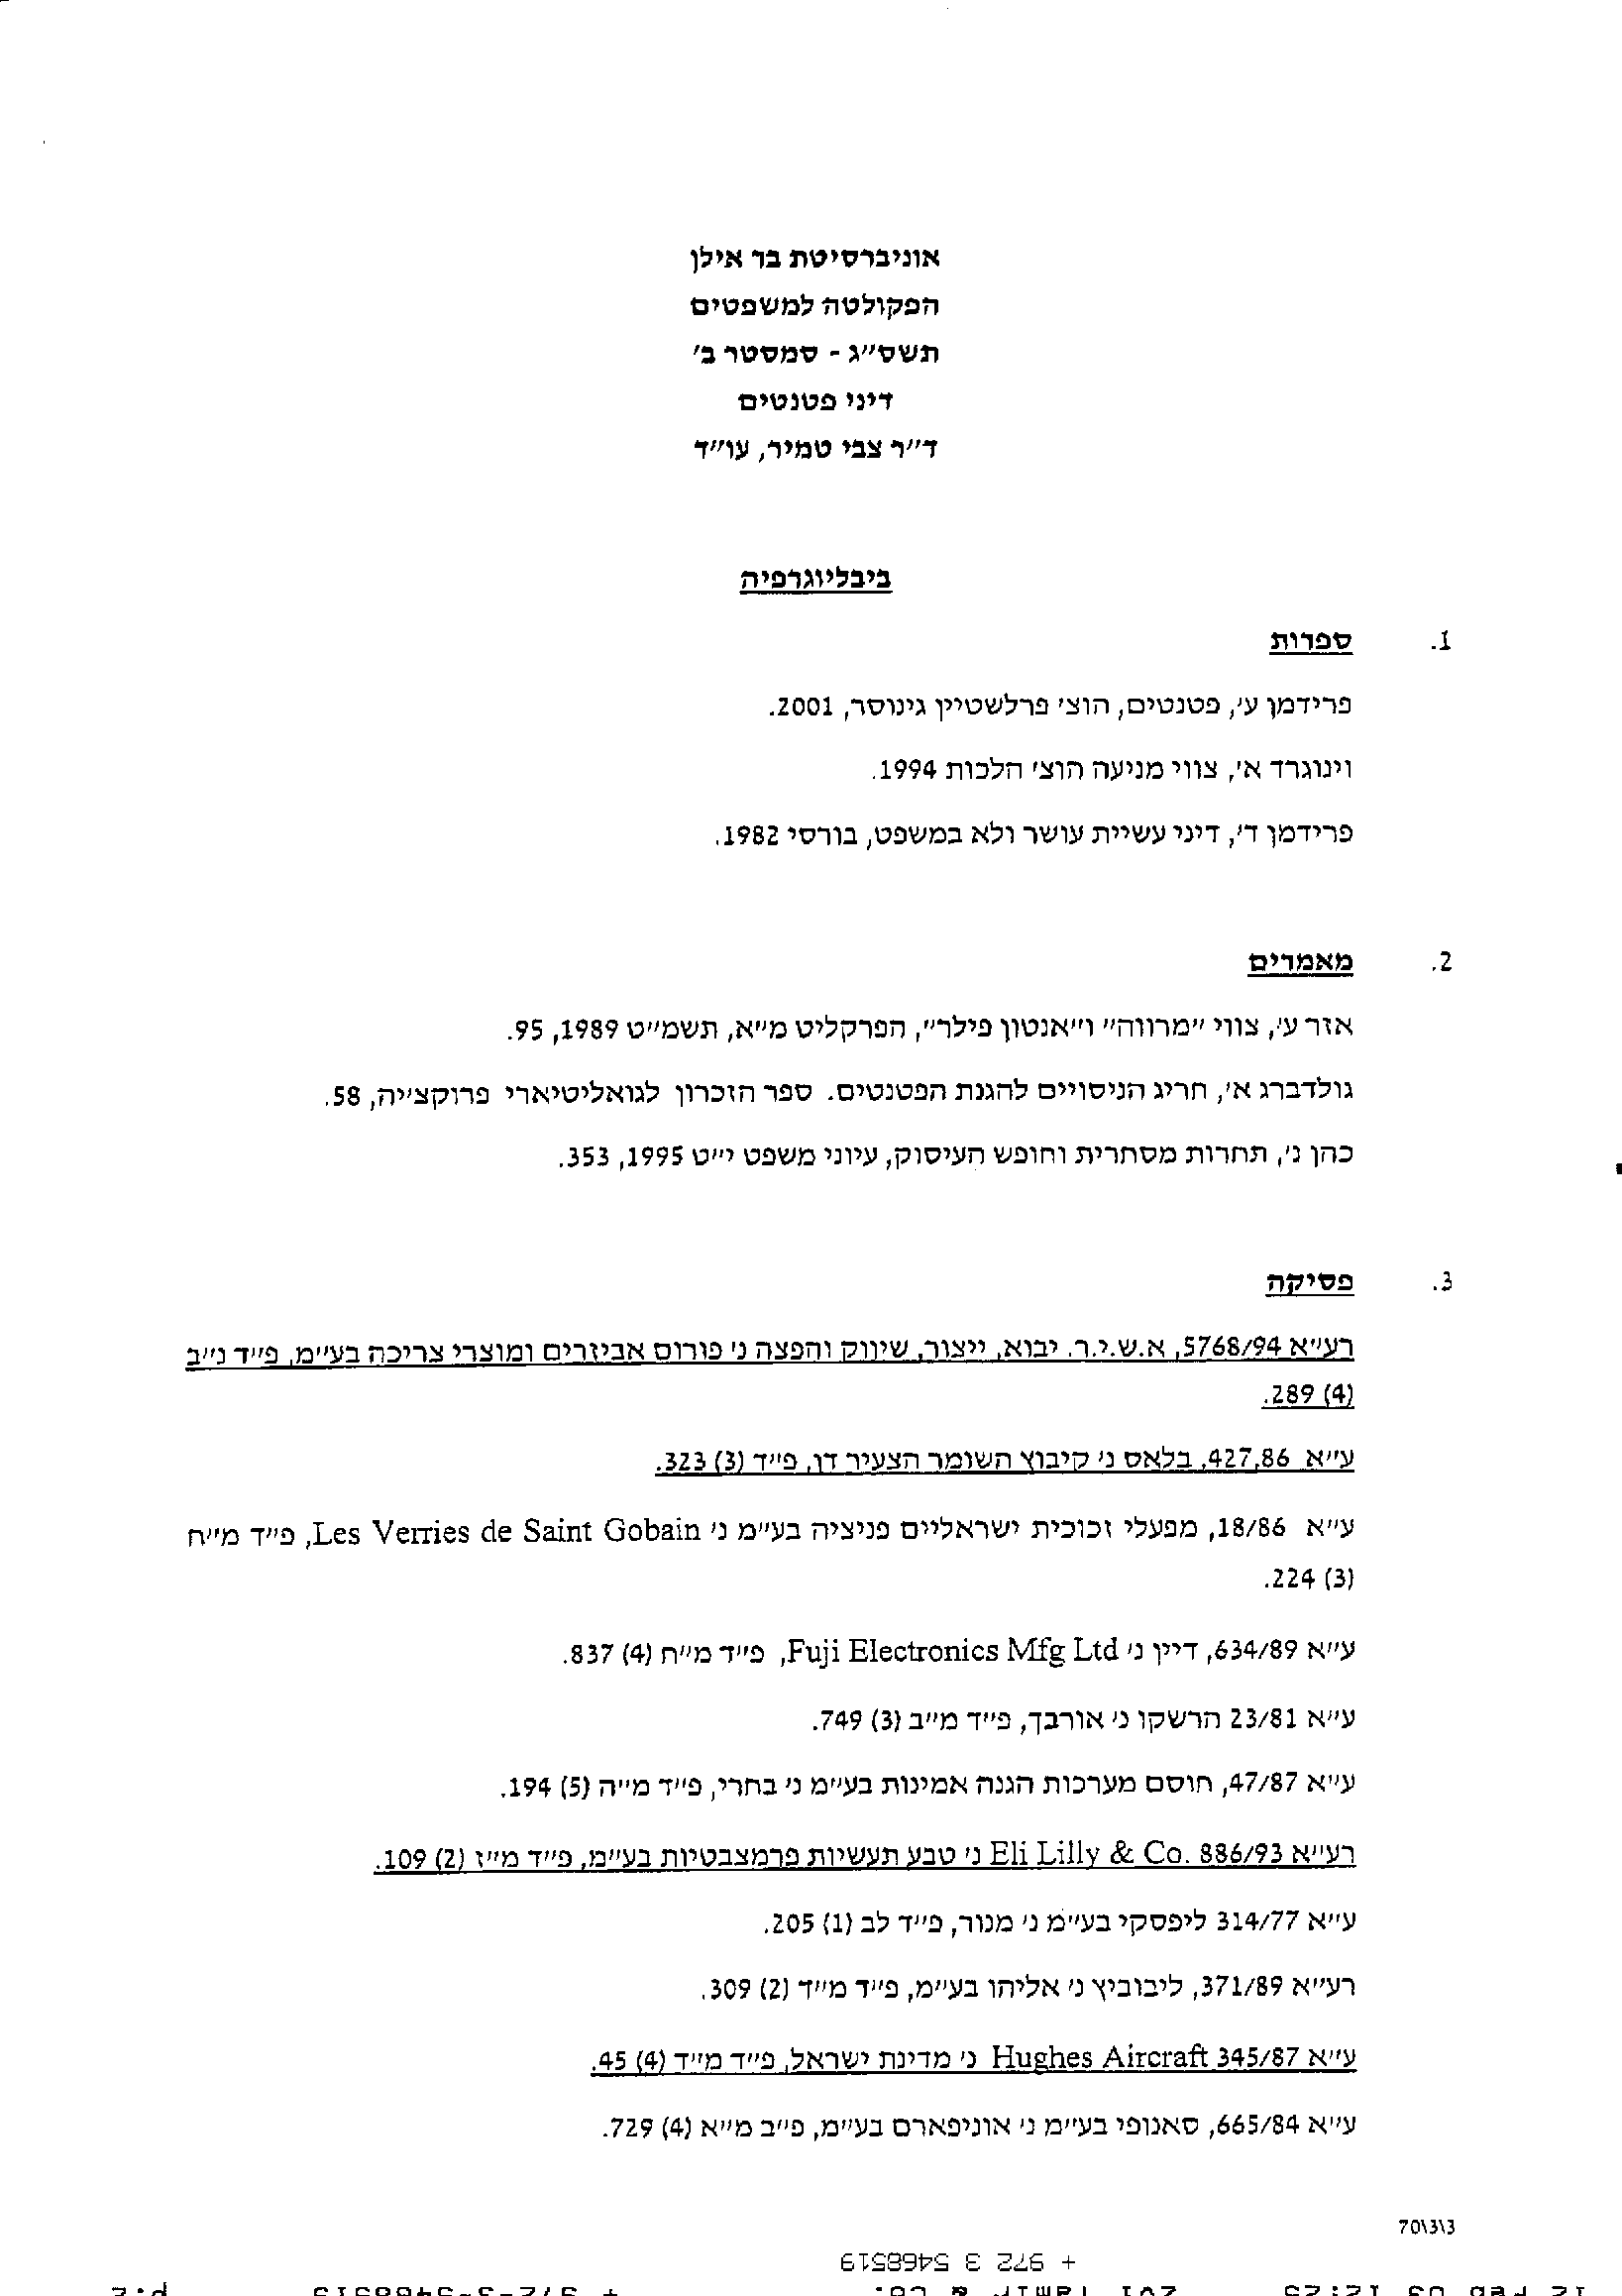 אוניברסיטת בר אילן
הפקולטה למשפטים
תשס"ג - סמסטר ב'
דיני פטנטים
ד"ר צבי טמיר, עו"ד
ביבליוגרפיה
1. ספרות
פרידמן ע', פטנטים, הוצ' פרלשטיין גינוסר, 2001.
וינוגרד א', צווי מניעה הוצ' הלכות 1994.
פרידמן ד', דיני עשיית עושר ולא במשפט, בורסי 1982.
2. מאמרים
אזר ע', צווי "מרווה" ו"אנטון פילר", הפרקליט מ"א, תשמ"ט 1989, 95.
גולדברג א', חריג הניסויים להגנת הפטנטים. ספר הזכרון לגואליטיארי פרוקצ'יה, 58.
כהן נ', תחרות מסחרית וחופש העיסוק, עיוני משפט י"ט 1995, 353.
3. פסיקה
רע"א 5768/94, א.ש.י.ר. יבוא, ייצור, שיווק והפצה נ' פורום אביזרים ומוצרי צריכה בע"מ, פ"ד נ"ב
(4) 289.
ע"א 427,86, בלאס נ' קיבוץ השומר הצעיר דן, פ"ד (3) 323.
ע"א 18/86, מפעלי זכוכית ישראליים פניציה בע"מ נ' Les Verries de Saint Gobain, פ"ד מ"ח
(3) 224.
ע"א 634/89, דיין נ' Fuji Electronics Mfg Ltd, פ"ד מ"ח (4) 837.
ע"א 23/81 הרשקו נ' אורבך, פ"ד מ"ב (3) 749.
ע"א 47/87, חוסם מערכות הגנה אמינות בע"מ נ' בחרי, פ"ד מ"ה (5) 194.
רע"א 886/93 Eli Lilly & Co. נ' טבע תעשיות פרמצבטיות בע"מ, פ"ד מ"ז (2) 109.
ע"א 314/77 ליפסקי בע"מ נ' מנור, פ"ד לב (1) 205.
רע"א 371/89, ליבוביץ נ' אליהו בע"מ, פ"ד מ"ד (2) 309.
ע"א 345/87 Hughes Aircraft נ' מדינת ישראל, פ"ד מ"ד (4) 45.
ע"א 665/84, סאנופי בע"מ נ' אוניפארם בע"מ, פ"ב מ"א (4) 729.
70\3\3
+ 972 3 5468519